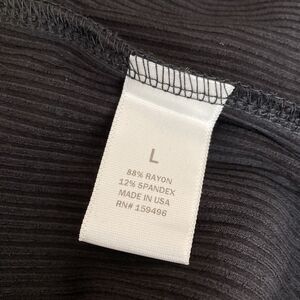 L
88% RAYON
12% SPANDEX
MADE IN USA
RN# 159496